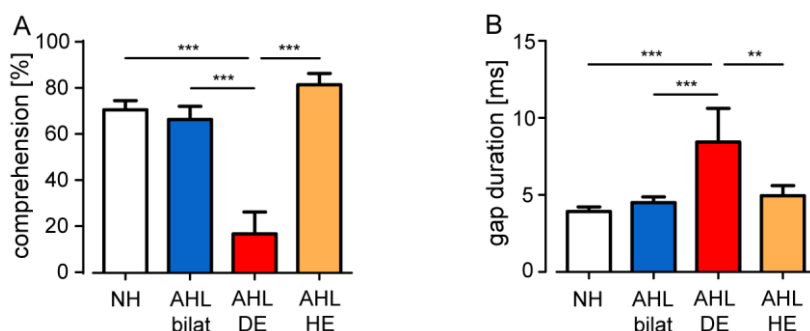 A
comprehension [%]
100
80
60
40
20
0
***
***
***
NH
AHL
bilat
AHL
DE
AHL
HE
B
gap duration [ms]
15
10
5
0
***
**
***
NH
AHL
bilat
AHL
DE
AHL
HE